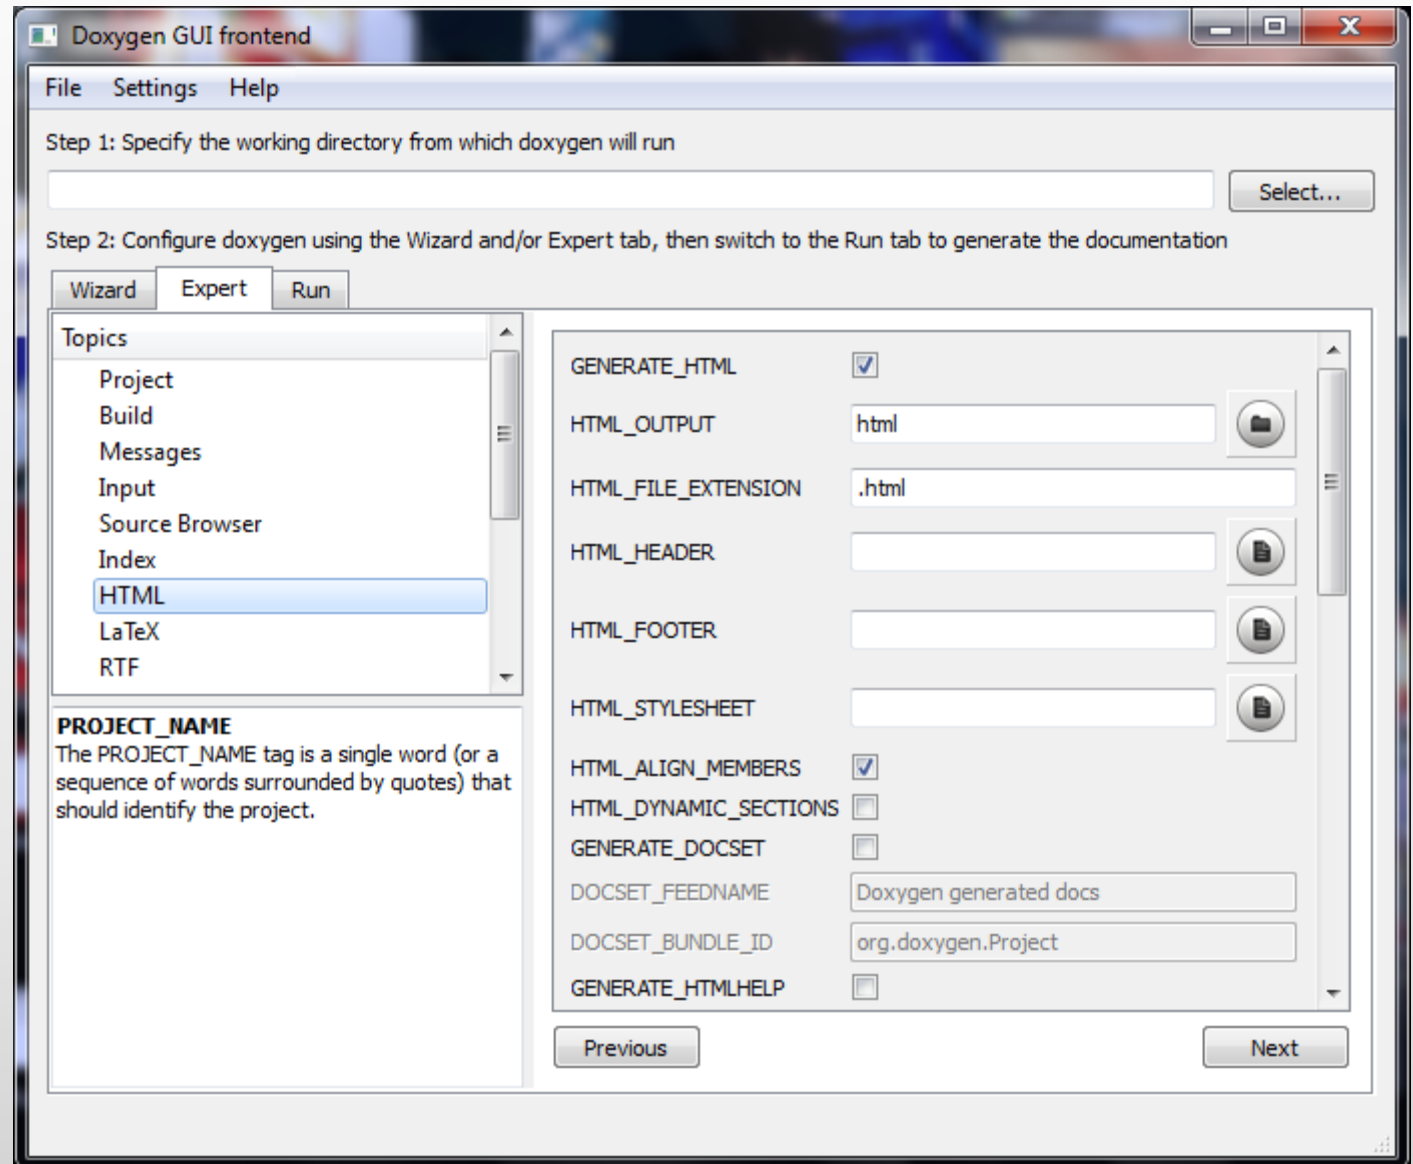 Doxygen GUI frontend
File Settings Help
Step 1: Specify the working directory from which doxygen will run
Select...
Step 2: Configure doxygen using the Wizard and/or Expert tab, then switch to the Run tab to generate the documentation
Wizard Expert Run
Topics
Project
Build
Messages
Input
Source Browser
Index
HTML
LaTeX
RTF
PROJECT_NAME
The PROJECT_NAME tag is a single word (or a
sequence of words surrounded by quotes) that
should identify the project.
GENERATE_HTML
HTML_OUTPUT html
HTML_FILE_EXTENSION .html
HTML_HEADER
HTML_FOOTER
HTML_STYLESHEET
HTML_ALIGN_MEMBERS
HTML_DYNAMIC_SECTIONS
GENERATE_DOCSET
DOCSET_FEEDNAME Doxygen generated docs
DOCSET_BUNDLE_ID org.doxygen.Project
GENERATE_HTMLHELP
Previous Next